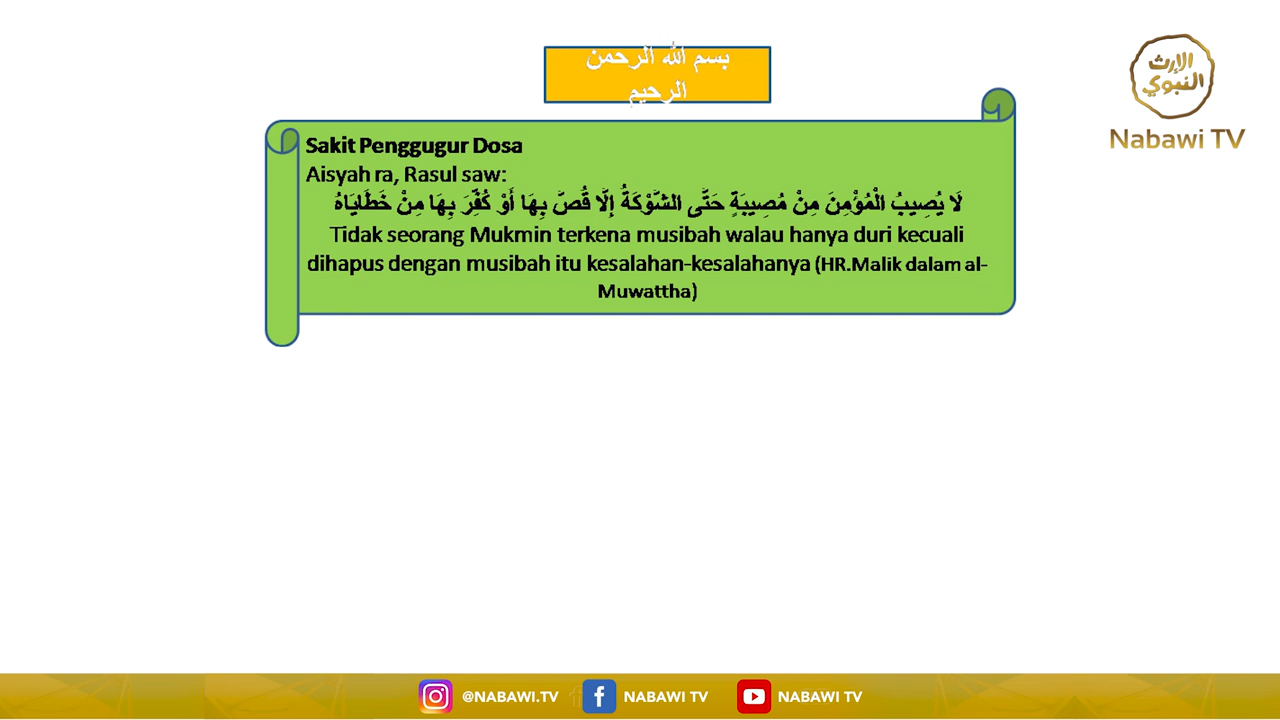 بسم الله الرحمن
الرحيم
الإرث
النبوي
Nabawi TV
Sakit Penggugur Dosa
Aisyah ra, Rasul saw:
لَا يُصِيبُ الْمُؤْمِنَ مِنْ مُصِيبَةٍ حَتَّى الشَّوْكَةُ إِلَّا قُصَّ بِهَا أَوْ كُفِّرَ بِهَا مِنْ خَطَايَاهُ
Tidak seorang Mukmin terkena musibah walau hanya duri kecuali
dihapus dengan musibah itu kesalahan-kesalahanya (HR.Malik dalam al-
Muwattha)
@NABAWI.TV NABAWI TV NABAWI TV